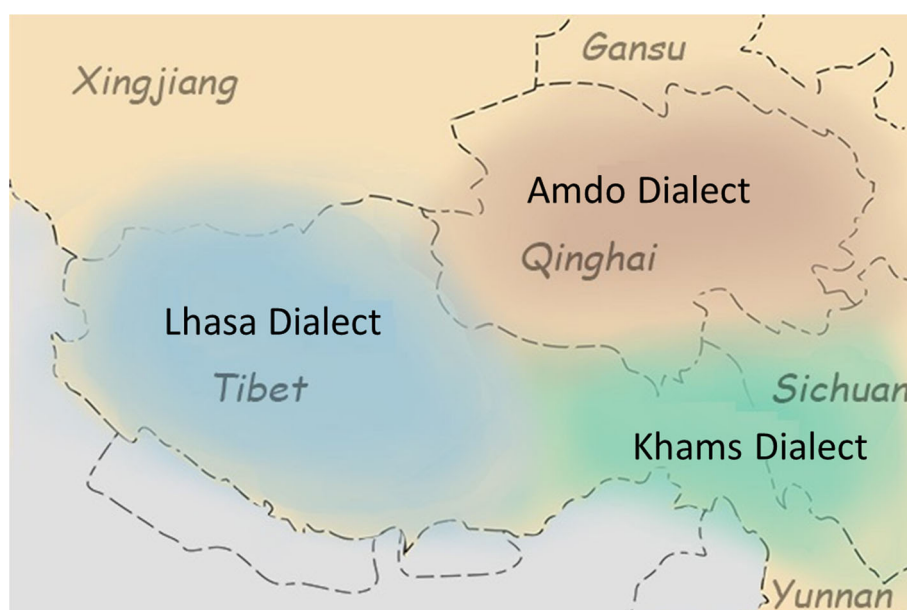 Gansu
Xingjiang
Amdo Dialect
Qinghai
Lhasa Dialect
Tibet
Sichuan
Khams Dialect
Yunnan